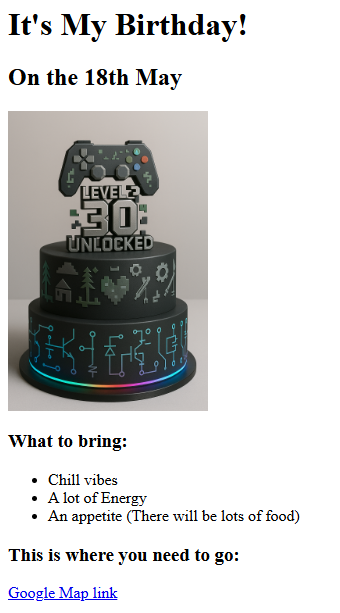 It's My Birthday!
On the 18th May
LEVEL
30
UNLOCKED
What to bring:
Chill vibes
A lot of Energy
An appetite (There will be lots of food)
This is where you need to go:
Google Map link